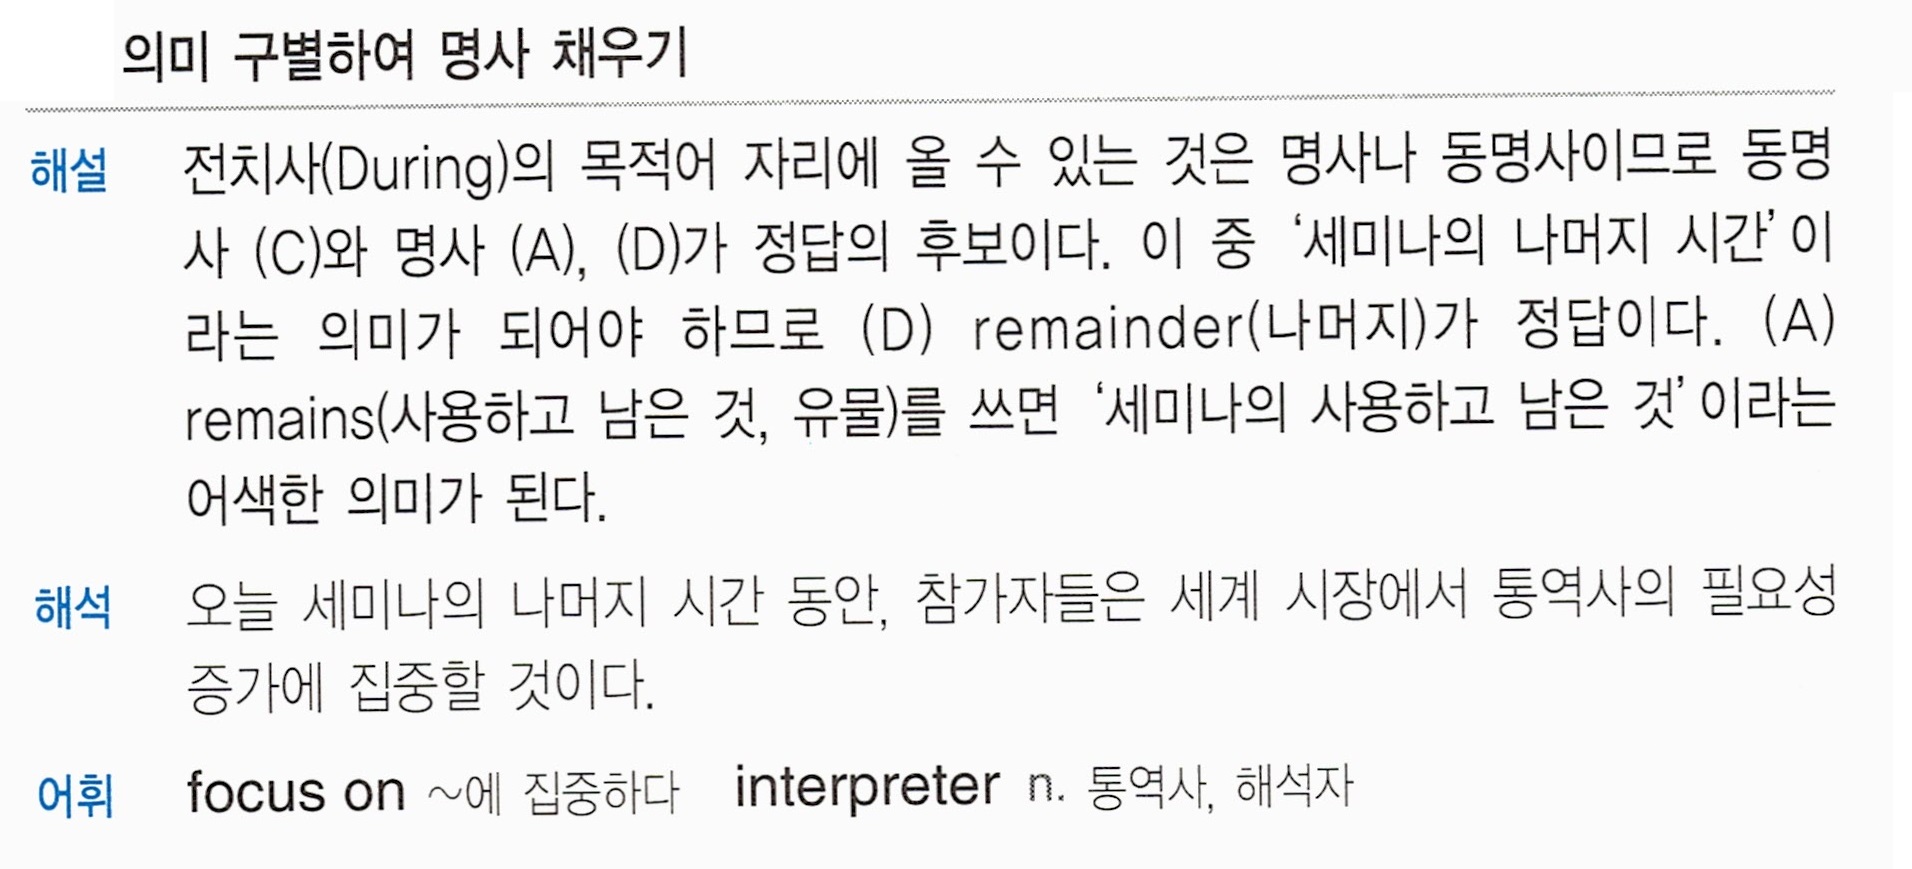 의미 구별하여 명사 채우기
해설 전치사(During)의 목적어 자리에 올 수 있는 것은 명사나 동명사이므로 동명
사 (C)와 명사 (A), (D)가 정답의 후보이다. 이 중 ‘세미나의 나머지 시간’이
라는 의미가 되어야 하므로 (D) remainder(나머지)가 정답이다. (A)
remains(사용하고 남은 것, 유물)를 쓰면 ‘세미나의 사용하고 남은 것’이라는
어색한 의미가 된다.
해석 오늘 세미나의 나머지 시간 동안, 참가자들은 세계 시장에서 통역사의 필요성
증가에 집중할 것이다.
어휘 focus on ~에 집중하다 interpreter n. 통역사, 해석자